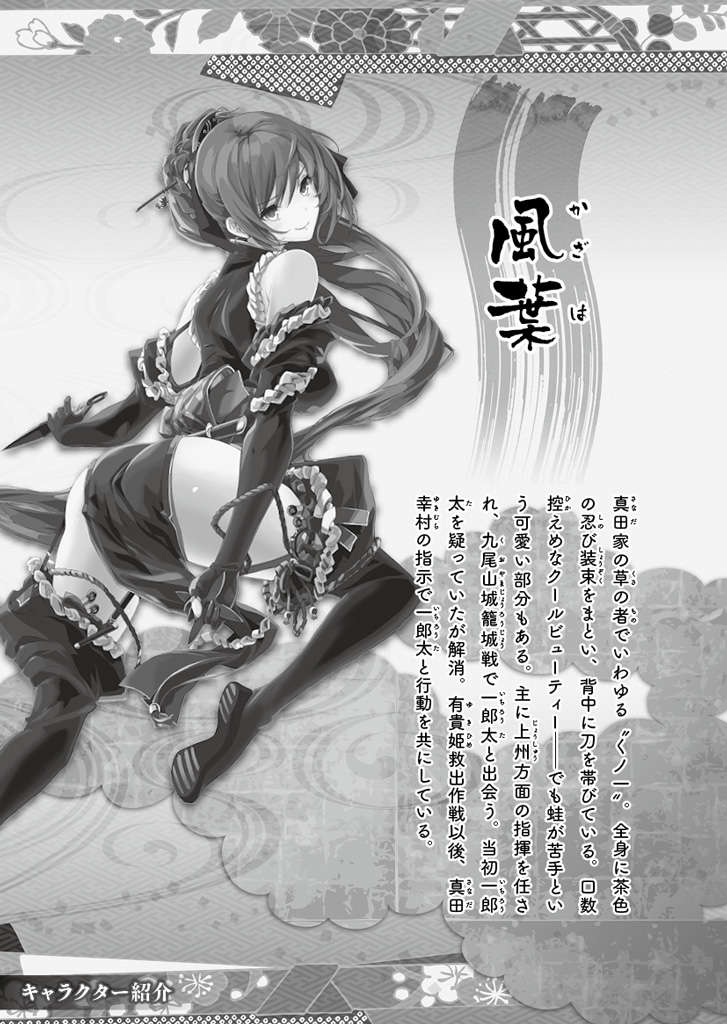 風葉
かざは
真田家の草の者でいわゆる〝くノ一〟。全身に茶色
の忍び装束をまとい、背中に刀を帯びている。口数
控えめなクールビューティー――でも蛙が苦手とい
う可愛い部分もある。主に上州方面の指揮を任さ
れ、九尾山城籠城戦で一郎太と出会う。当初一郎
太を疑っていたが解消。有貴姫救出作戦以後、真田
幸村の指示で一郎太と行動を共にしている。
キャラクター紹介